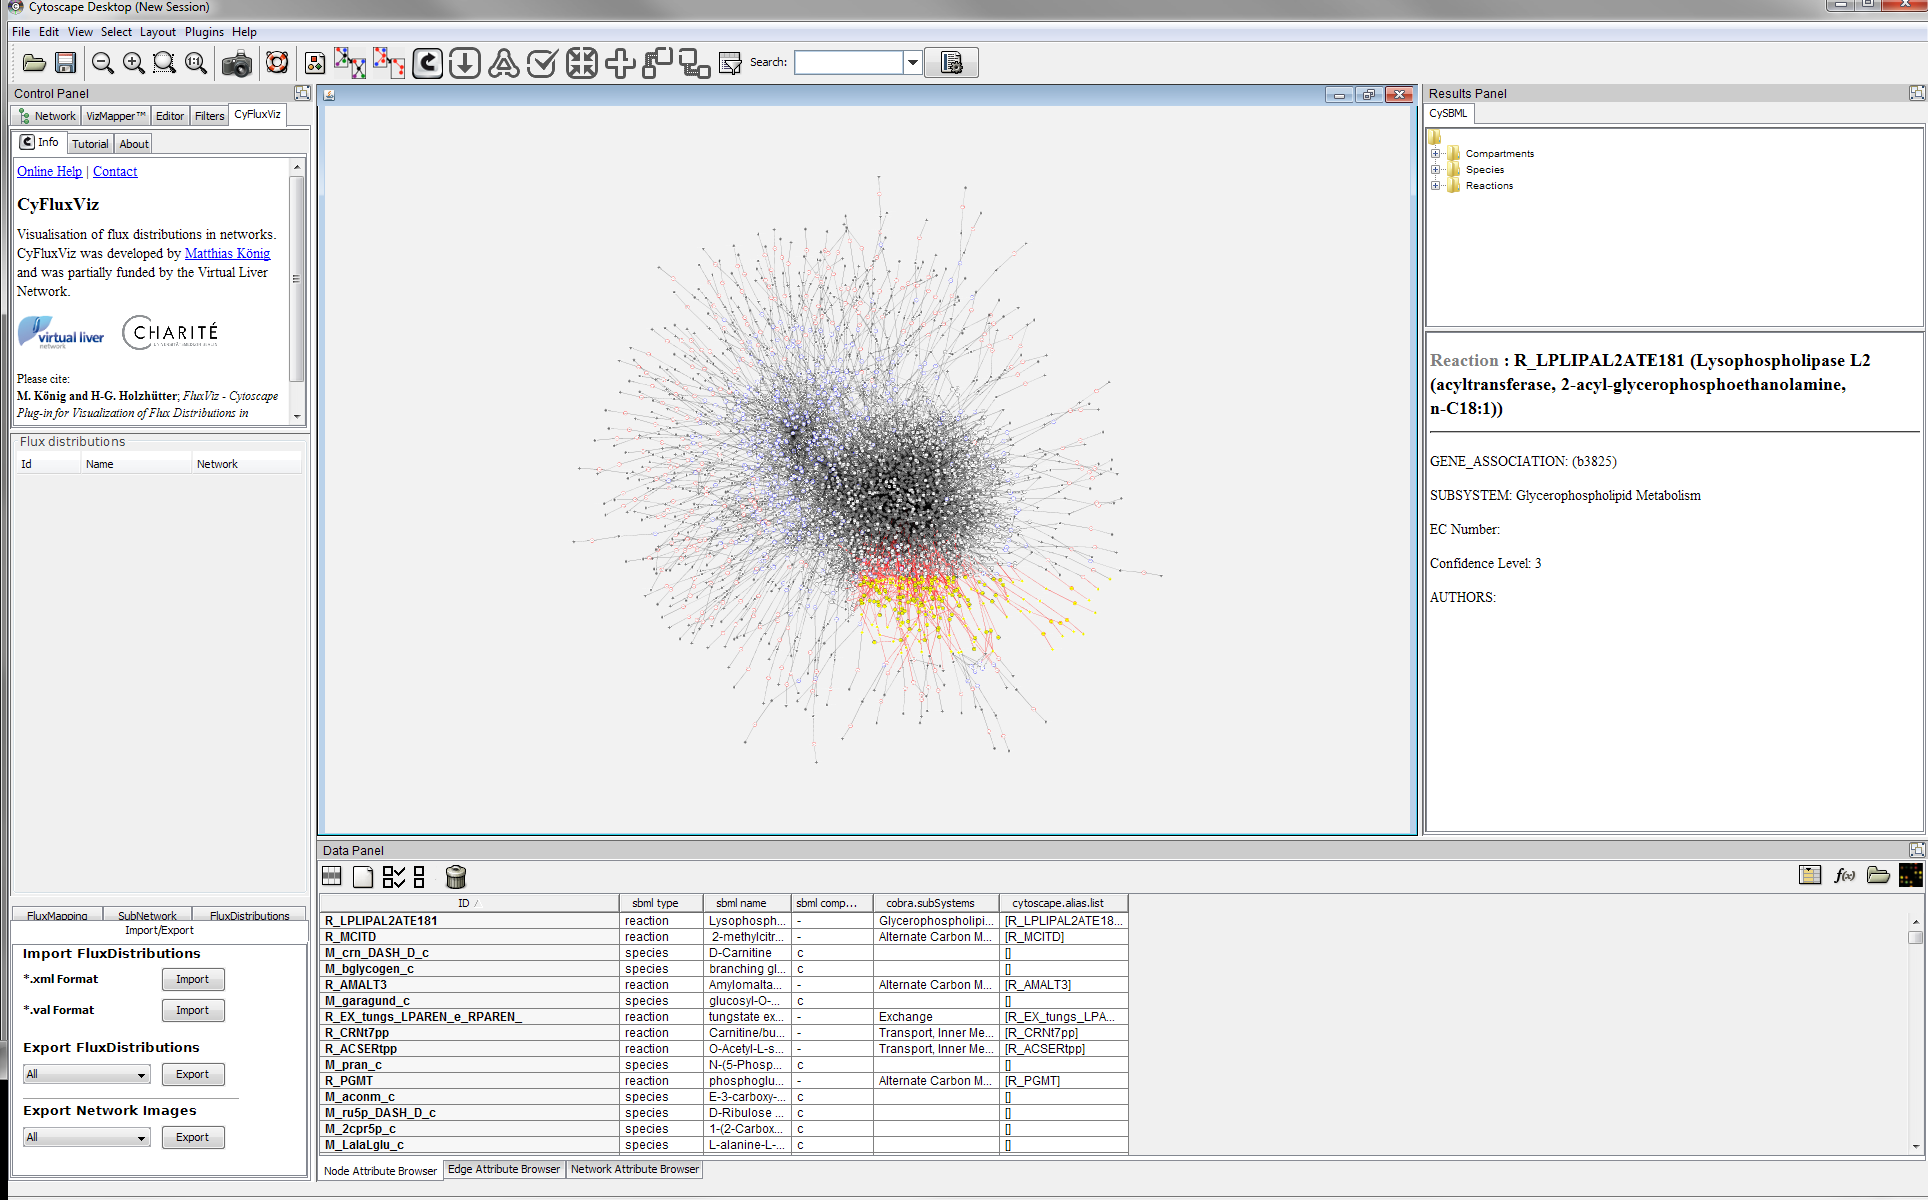 Cytoscape Desktop (New Session)
File Edit View Select Layout Plugins Help
Search:
Control Panel
Network VizMapper™ Editor Filters CyFluxViz
Info Tutorial About
Online Help | Contact
CyFluxViz
Visualisation of flux distributions in networks.
CyFluxViz was developed by Matthias König
and was partially funded by the Virtual Liver
Network.
virtual liver
network
CHARITÉ
Please cite:
M. König and H-G. Holzhütter; FluxViz - Cytoscape
Plug-in for Visualization of Flux Distributions in
Flux distributions
Id Name Network
FluxMapping SubNetwork FluxDistributions
Import/Export
Import FluxDistributions
*.xml Format Import
*.val Format Import
Export FluxDistributions
All Export
Export Network Images
All Export
Results Panel
CySBML
Compartments
Species
Reactions
Reaction : R_LPLIPAL2ATE181 (Lysophospholipase L2
(acyltransferase, 2-acyl-glycerophosphoethanolamine,
n-C18:1))
GENE_ASSOCIATION: (b3825)
SUBSYSTEM: Glycerophospholipid Metabolism
EC Number:
Confidence Level: 3
AUTHORS:
Data Panel
f(x)
ID sbml type sbml name sbml comp... cobra.subSystems cytoscape.alias.list
R_LPLIPAL2ATE181 reaction Lysophosph... - Glycerophospholipi... [R_LPLIPAL2ATE18...
R_MCITD reaction 2-methylcitr... - Alternate Carbon M... [R_MCITD]
M_crn_DASH_D_c species D-Carnitine c []
M_bglycogen_c species branching gl... c []
R_AMALT3 reaction Amylomalta... - Alternate Carbon M... [R_AMALT3]
M_garagund_c species glucosyl-O-... c []
R_EX_tungs_LPAREN_e_RPAREN_ reaction tungstate ex... - Exchange [R_EX_tungs_LPA...
R_CRNt7pp reaction Carnitine/bu... - Transport, Inner Me... [R_CRNt7pp]
R_ACSERtpp reaction O-Acetyl-L-s... - Transport, Inner Me... [R_ACSERtpp]
M_pran_c species N-(5-Phosp... c []
R_PGMT reaction phosphoglu... - Alternate Carbon M... [R_PGMT]
M_aconm_c species E-3-carboxy-... c []
M_ru5p_DASH_D_c species D-Ribulose ... c []
M_2cpr5p_c species 1-(2-Carbox... c []
M_LalaLglu_c species L-alanine-L-... c []
Node Attribute Browser Edge Attribute Browser Network Attribute Browser